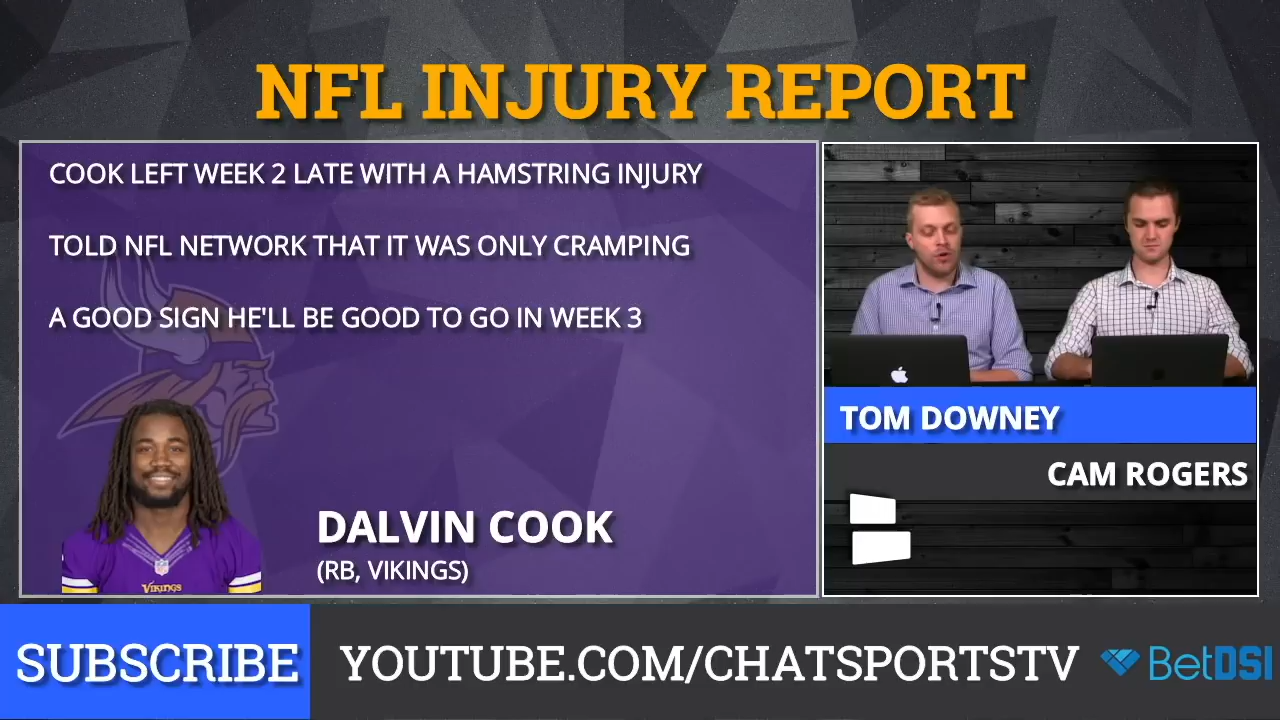 NFL INJURY REPORT
COOK LEFT WEEK 2 LATE WITH A HAMSTRING INJURY
TOLD NFL NETWORK THAT IT WAS ONLY CRAMPING
A GOOD SIGN HE'LL BE GOOD TO GO IN WEEK 3
VIKINGS
DALVIN COOK
(RB, VIKINGS)
TOM DOWNEY
CAM ROGERS
SUBSCRIBE
YOUTUBE.COM/CHATSPORTSTV
BetDSI